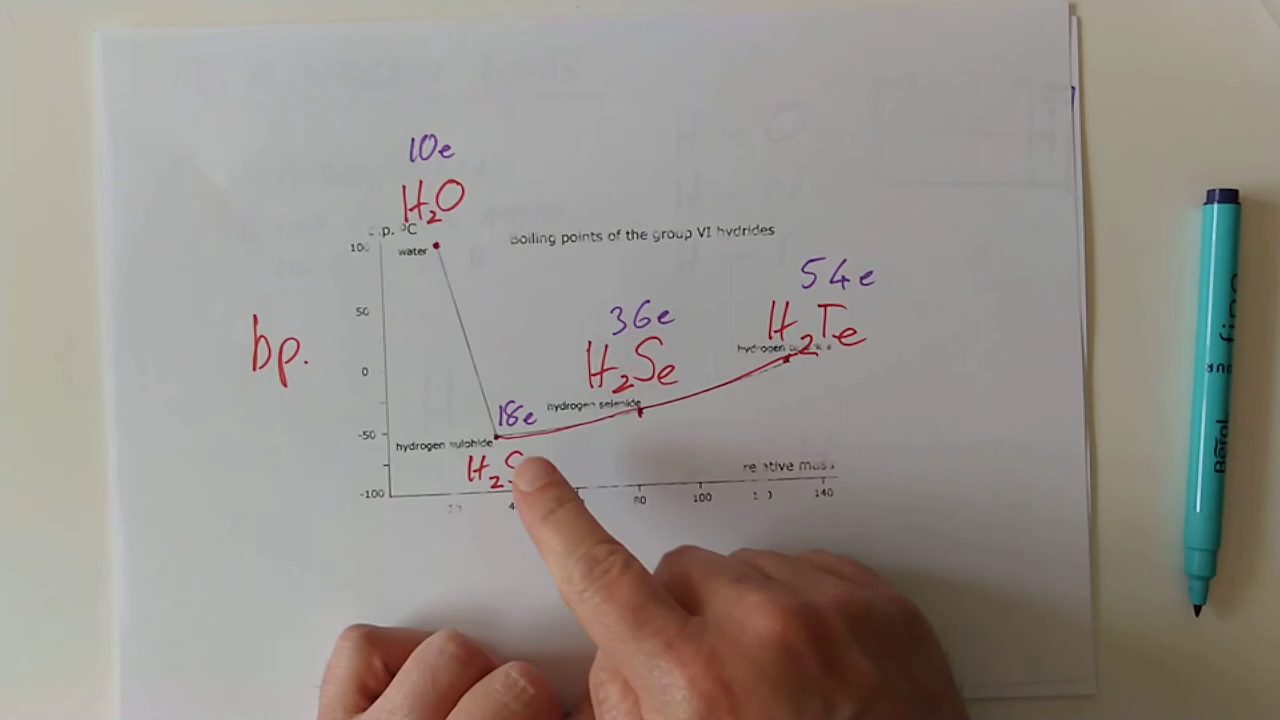 10e
H₂O
°C
Boiling points of the group VI hydrides
100
water
54e
50
36e
H₂Te
bp.
H₂Se
hydrogen
0
hydrogen selenide
18e
-50
hydrogen sulphide
H₂S
relative mass
-100
80
100
140
Berol